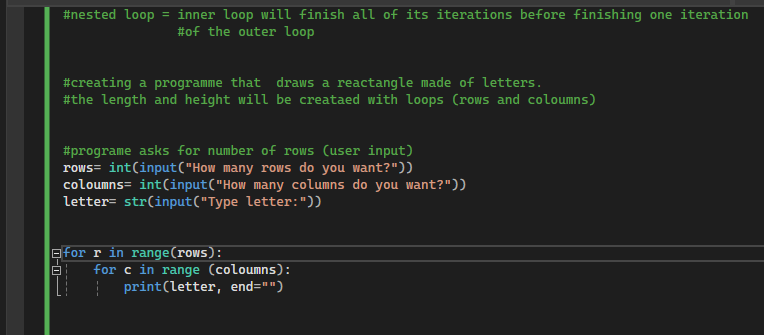 #nested loop = inner loop will finish all of its iterations before finishing one iteration
#of the outer loop
#creating a programme that  draws a reactangle made of letters.
#the length and height will be creataed with loops (rows and coloumns)
#programe asks for number of rows (user input)
rows= int(input("How many rows do you want?"))
coloumns= int(input("How many columns do you want?"))
letter= str(input("Type letter:"))
for r in range(rows):
    for c in range (coloumns):
        print(letter, end="")